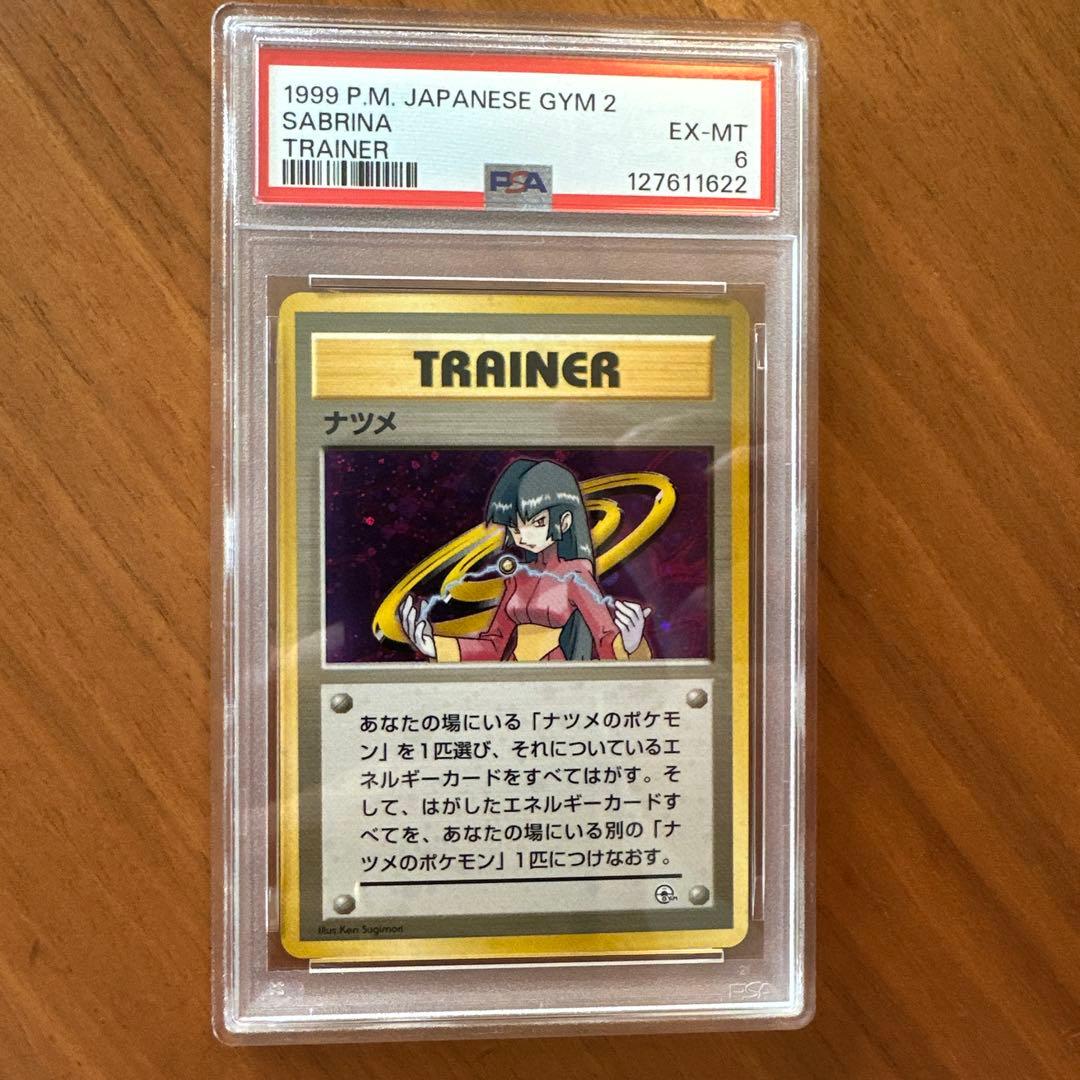 1999 P.M. JAPANESE GYM 2
SABRINA EX-MT
TRAINER 6
PSA 127611622
TRAINER
ナツメ
あなたの場にいる「ナツメのポケモ
ン」を1匹選び、それについているエ
ネルギーカードをすべてはがす。そ
して、はがしたエネルギーカードす
べてを、あなたの場にいる別の「ナ
ツメのポケモン」1匹につけなおす。
GYM
Illus. Ken Sugimori
PSA